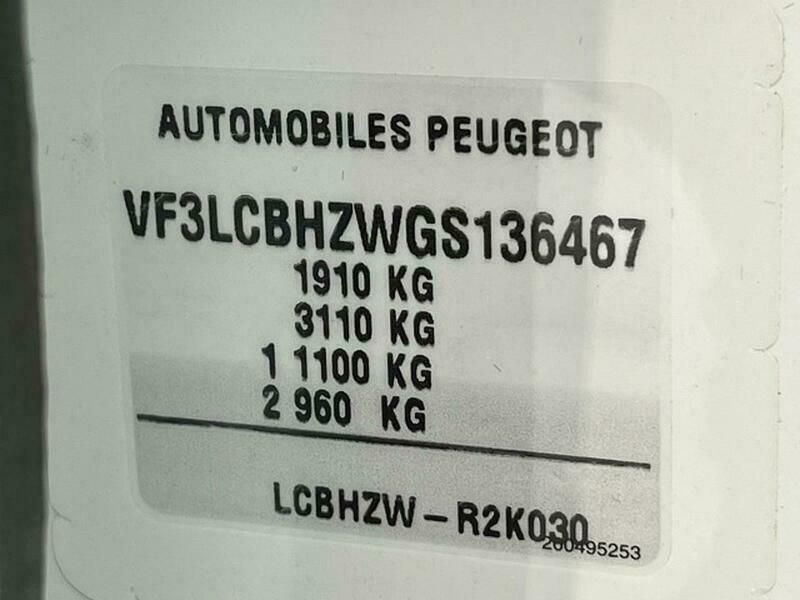 AUTOMOBILES PEUGEOT
VF3LCBHZWGS136467
1910 KG
3110 KG
1 1100 KG
2 960 KG
LCBHZW - R2K030
200495253